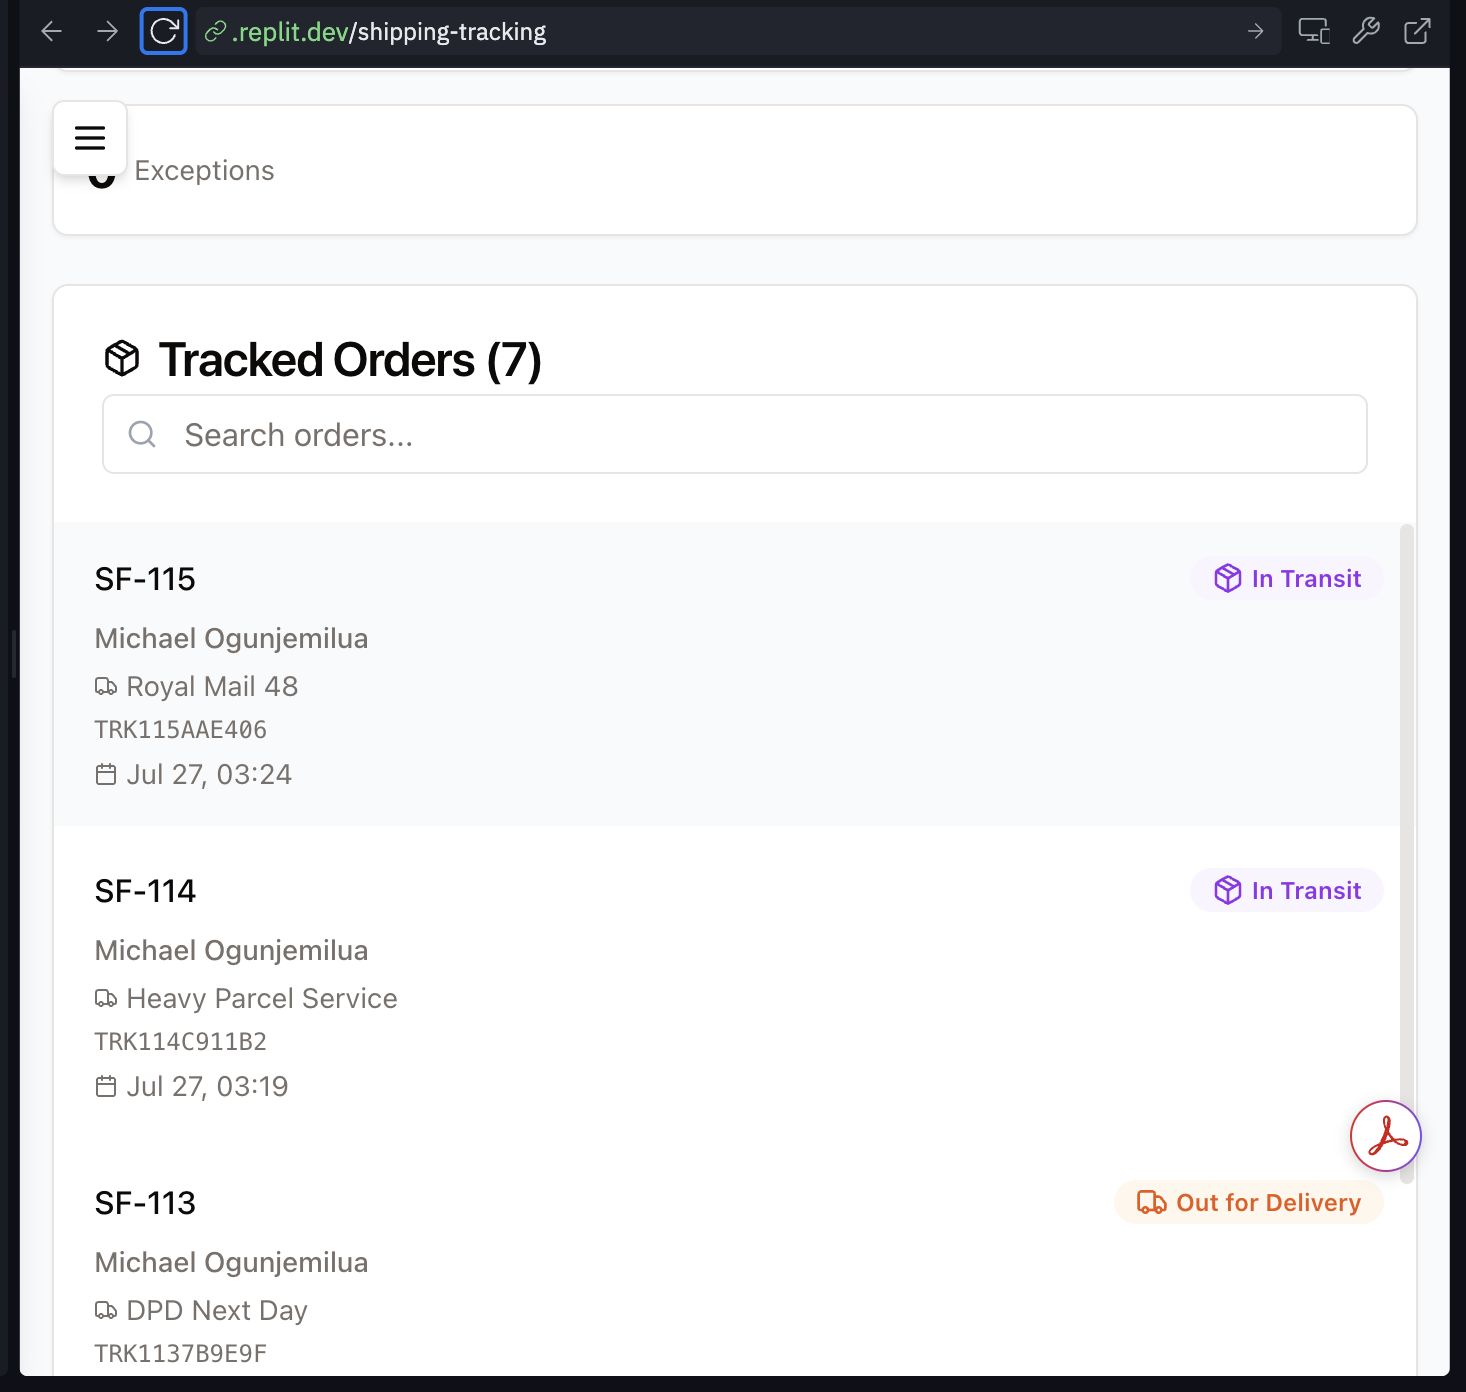 .replit.dev/shipping-tracking
Exceptions
Tracked Orders (7)
Search orders...
SF-115
In Transit
Michael Ogunjemilua
Royal Mail 48
TRK115AAE406
Jul 27, 03:24
SF-114
In Transit
Michael Ogunjemilua
Heavy Parcel Service
TRK114C911B2
Jul 27, 03:19
SF-113
Out for Delivery
Michael Ogunjemilua
DPD Next Day
TRK1137B9E9F